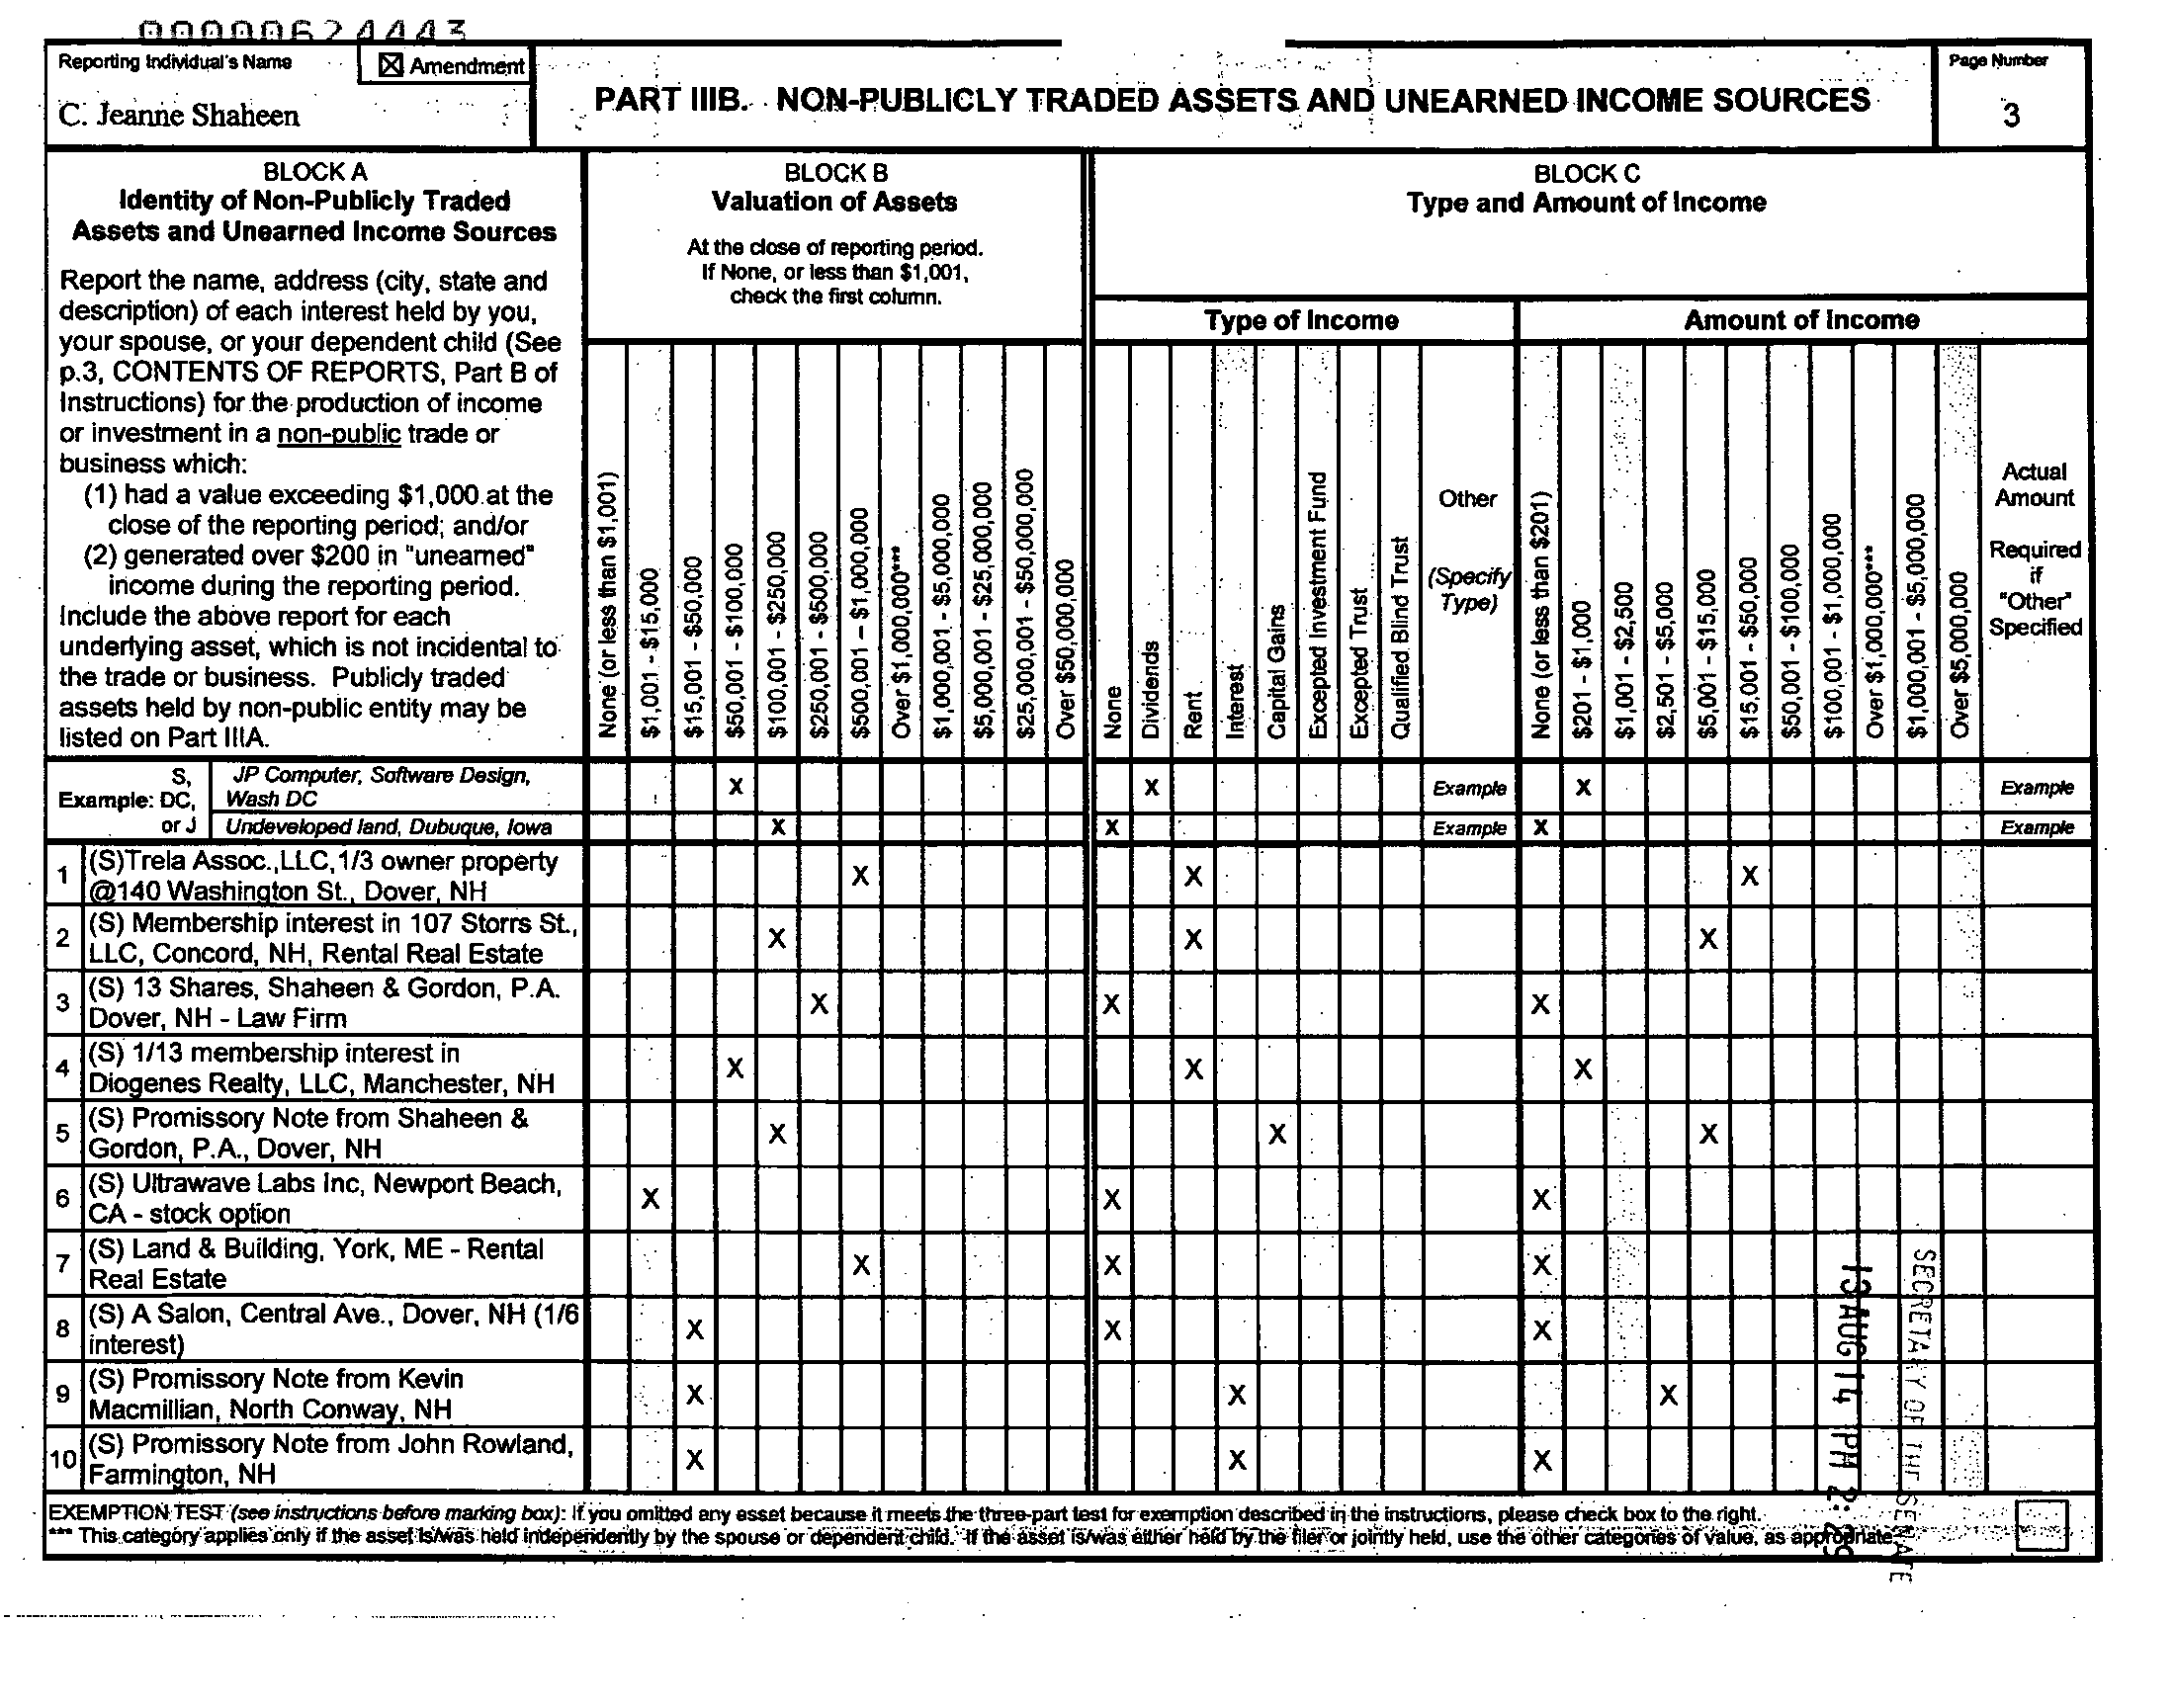 00000624443
Reporting Individual's Name
☒ Amendment
C. Jeanne Shaheen
PART IIIB. NON-PUBLICLY TRADED ASSETS AND UNEARNED INCOME SOURCES
Page Number
3
BLOCK A
Identity of Non-Publicly Traded
Assets and Unearned Income Sources
Report the name, address (city, state and
description) of each interest held by you,
your spouse, or your dependent child (See
p.3, CONTENTS OF REPORTS, Part B of
Instructions) for the production of income
or investment in a non-public trade or
business which:
(1) had a value exceeding $1,000 at the
close of the reporting period; and/or
(2) generated over $200 in "unearned"
income during the reporting period.
Include the above report for each
underlying asset, which is not incidental to
the trade or business. Publicly traded
assets held by non-public entity may be
listed on Part IIIA.
BLOCK B
Valuation of Assets
At the close of reporting period.
If None, or less than $1,001,
check the first column.
None (or less than $1,001)
$1,001 - $15,000
$15,001 - $50,000
$50,001 - $100,000
$100,001 - $250,000
$250,001 - $500,000
$500,001 – $1,000,000
Over $1,000,000***
$1,000,001 - $5,000,000
$5,000,001 - $25,000,000
$25,000,001 - $50,000,000
Over $50,000,000
BLOCK C
Type and Amount of Income
Type of Income
None
Dividends
Rent
Interest
Capital Gains
Excepted Investment Fund
Excepted Trust
Qualified Blind Trust
Other
(Specify
Type)
Amount of Income
None (or less than $201)
$201 - $1,000
$1,001 - $2,500
$2,501 - $5,000
$5,001 - $15,000
$15,001 - $50,000
$50,001 - $100,000
$100,001 - $1,000,000
Over $1,000,000***
$1,000,001 - $5,000,000
Over $5,000,000
Actual
Amount
Required
if
"Other"
Specified
Example:
S,
DC,
or J
JP Computer, Software Design,
Wash DC
X X Example X Example
Undeveloped land, Dubuque, Iowa X X Example X Example
1 (S)Trela Assoc.,LLC,1/3 owner property
@140 Washington St., Dover, NH
X X X
2 (S) Membership interest in 107 Storrs St.,
LLC, Concord, NH, Rental Real Estate
X X X
3 (S) 13 Shares, Shaheen & Gordon, P.A.
Dover, NH - Law Firm
X X X
4 (S) 1/13 membership interest in
Diogenes Realty, LLC, Manchester, NH
X X X
5 (S) Promissory Note from Shaheen &
Gordon, P.A., Dover, NH
X X X
6 (S) Ultrawave Labs Inc, Newport Beach,
CA - stock option
X X X
7 (S) Land & Building, York, ME - Rental
Real Estate
X X X
8 (S) A Salon, Central Ave., Dover, NH (1/6
interest)
X X X
9 (S) Promissory Note from Kevin
Macmillian, North Conway, NH
X X X
10 (S) Promissory Note from John Rowland,
Farmington, NH
X X X
SECRETARY OF THE SENATE
13 AUG 14 PM 2:29
EXEMPTION TEST (see instructions before marking box): If you omitted any asset because it meets the three-part test for exemption described in the instructions, please check box to the right.
*** This category applies only if the asset is/was held independently by the spouse or dependent child. If the asset is/was either held by the filer or jointly held, use the other categories of value, as appropriate.